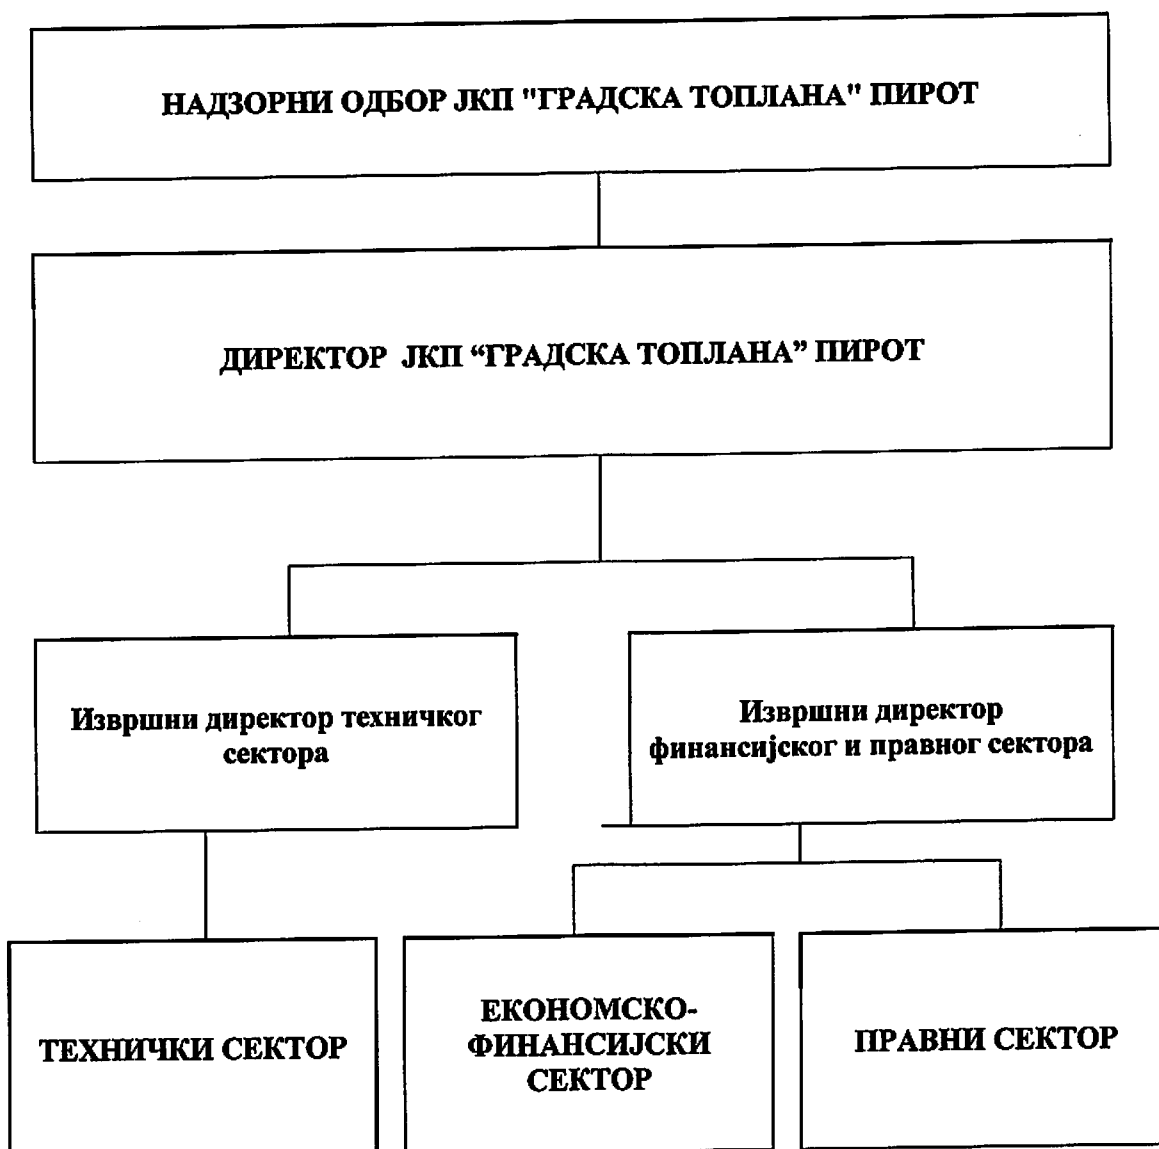 НАДЗОРНИ ОДБОР ЈКП "ГРАДСКА ТОПЛАНА" ПИРОТ
ДИРЕКТОР ЈКП “ГРАДСКА ТОПЛАНА” ПИРОТ
Извршни директор техничког
сектора
Извршни директор
финансијског и правног сектора
ТЕХНИЧКИ СЕКТОР
ЕКОНОМСКО-
ФИНАНСИЈСКИ
СЕКТОР
ПРАВНИ СЕКТОР